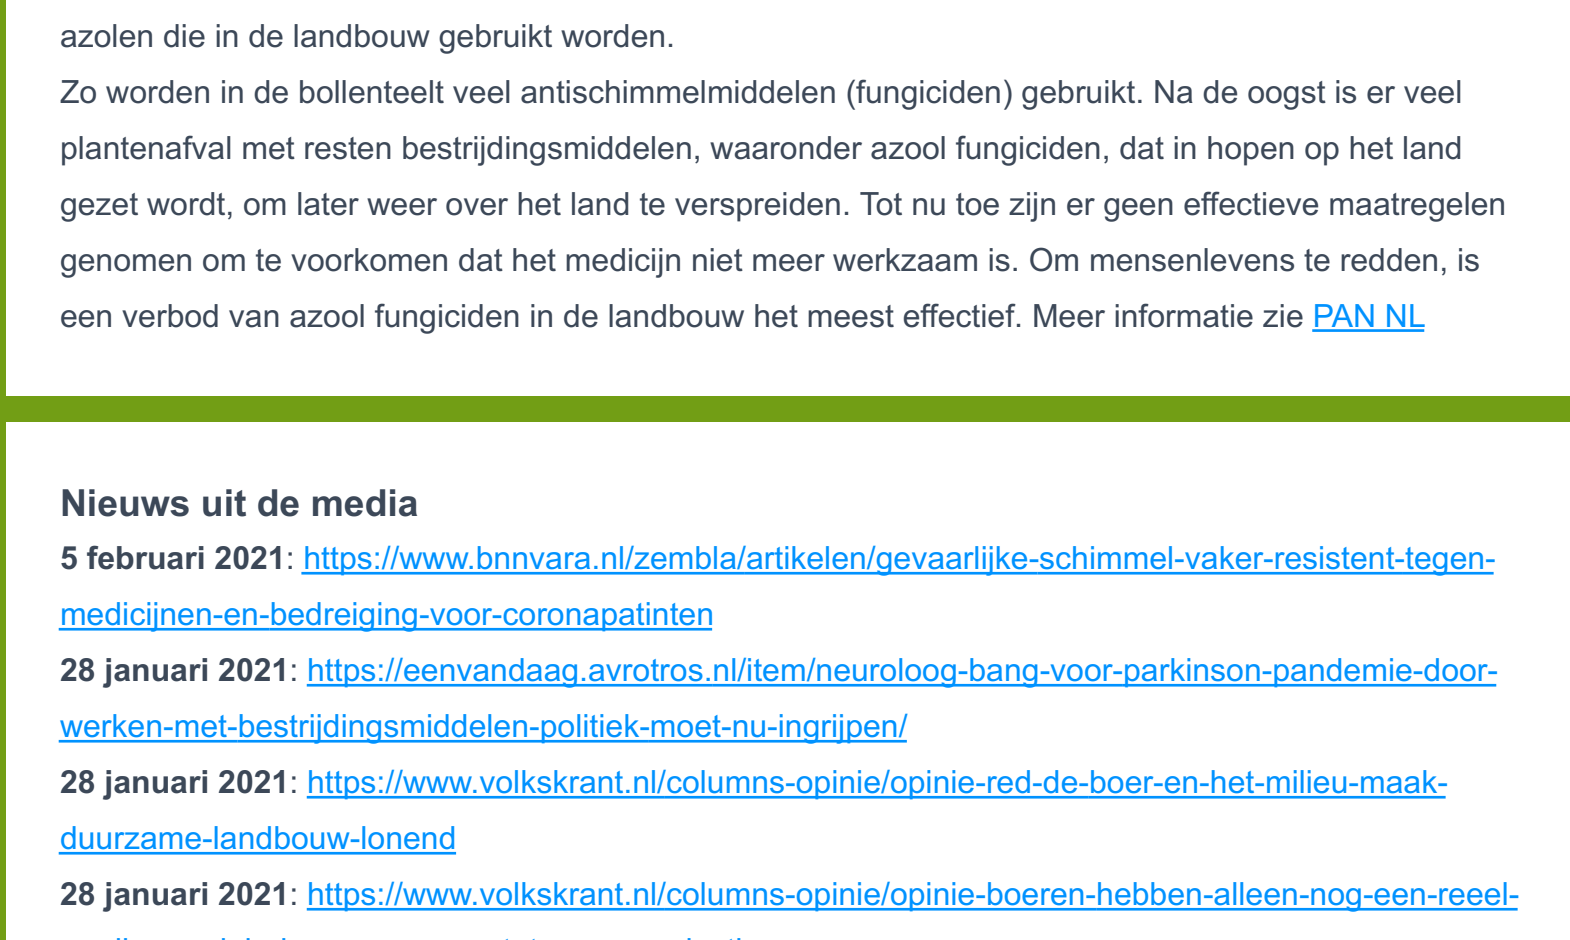 azolen die in de landbouw gebruikt worden.
Zo worden in de bollenteelt veel antischimmelmiddelen (fungiciden) gebruikt. Na de oogst is er veel
plantenafval met resten bestrijdingsmiddelen, waaronder azool fungiciden, dat in hopen op het land
gezet wordt, om later weer over het land te verspreiden. Tot nu toe zijn er geen effectieve maatregelen
genomen om te voorkomen dat het medicijn niet meer werkzaam is. Om mensenlevens te redden, is
een verbod van azool fungiciden in de landbouw het meest effectief. Meer informatie zie PAN NL
Nieuws uit de media
5 februari 2021: https://www.bnnvara.nl/zembla/artikelen/gevaarlijke-schimmel-vaker-resistent-tegen-
medicijnen-en-bedreiging-voor-coronapatinten
28 januari 2021: https://eenvandaag.avrotros.nl/item/neuroloog-bang-voor-parkinson-pandemie-door-
werken-met-bestrijdingsmiddelen-politiek-moet-nu-ingrijpen/
28 januari 2021: https://www.volkskrant.nl/columns-opinie/opinie-red-de-boer-en-het-milieu-maak-
duurzame-landbouw-lonend
28 januari 2021: https://www.volkskrant.nl/columns-opinie/opinie-boeren-hebben-alleen-nog-een-reeel-